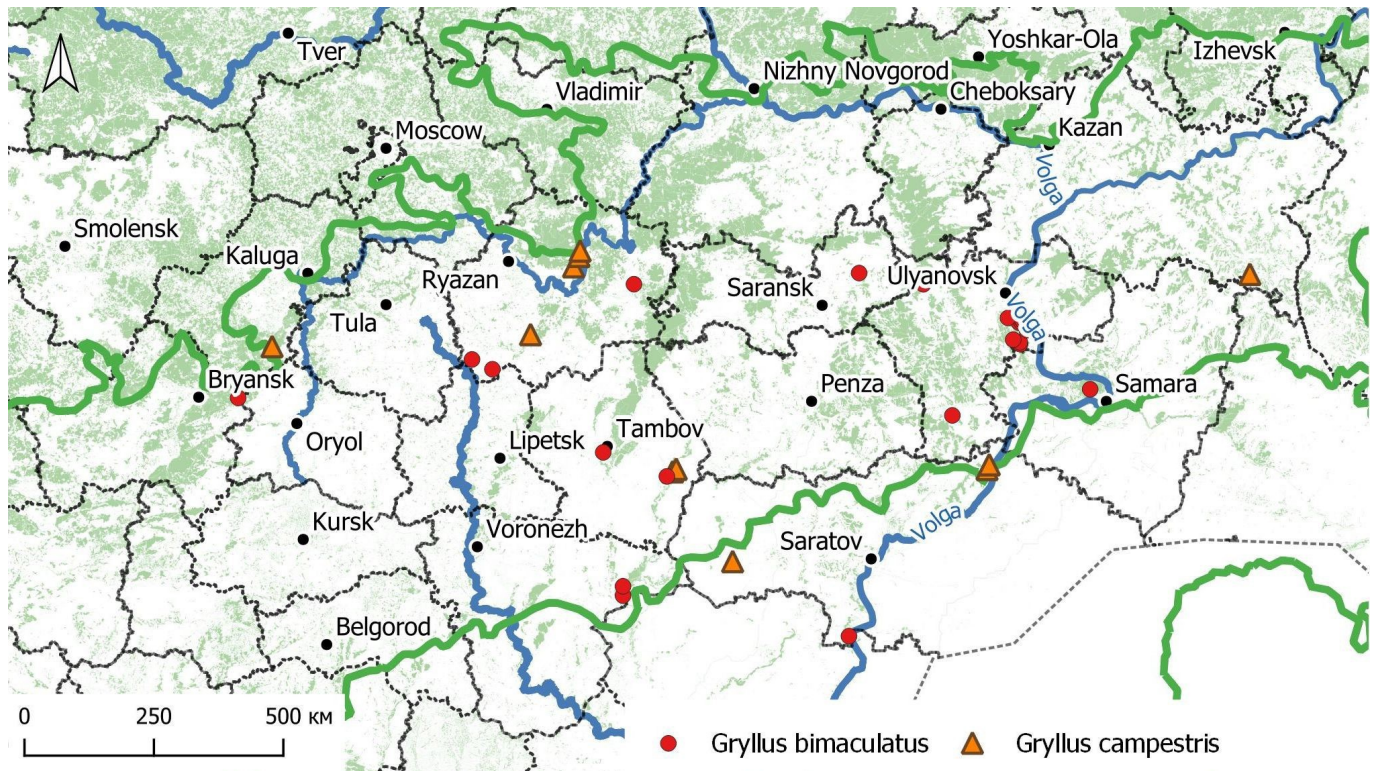 Tver
Yoshkar-Ola
Izhevsk
Nizhny Novgorod
Vladimir
Cheboksary
Moscow
Kazan
Volga
Smolensk
Kaluga
Ryazan
Ulyanovsk
Saransk
Tula
Volga
Bryansk
Penza
Samara
Oryol
Lipetsk
Tambov
Kursk
Voronezh
Volga
Saratov
Belgorod
0 250 500 км
Gryllus bimaculatus
Gryllus campestris